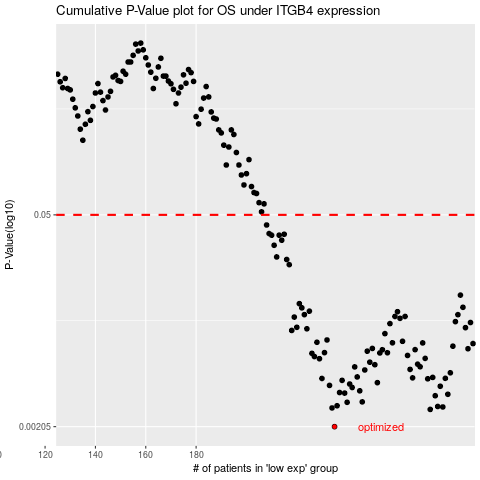 Cumulative P-Value plot for OS under ITGB4 expression
P-Value(log10)
0.05
0.00205
optimized
0 120 140 160 180
# of patients in 'low exp' group